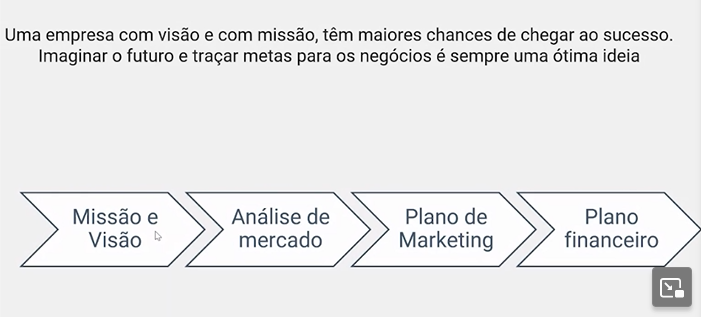 Uma empresa com visão e com missão, têm maiores chances de chegar ao sucesso.
Imaginar o futuro e traçar metas para os negócios é sempre uma ótima ideia
Missão e
Visão
Análise de
mercado
Plano de
Marketing
Plano
financeiro